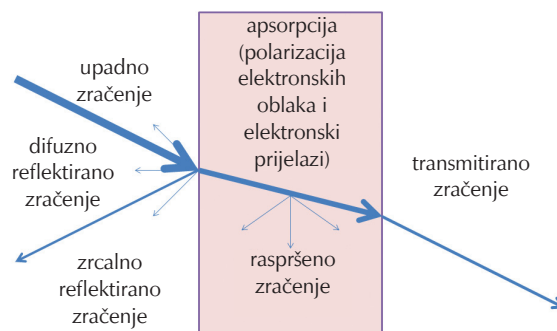 upadno
zračenje
difuzno
reflektirano
zračenje
zrcalno
reflektirano
zračenje
apsorpcija
(polarizacija
elektronskih
oblaka i
elektronski
prijelazi)
raspršeno
zračenje
transmitirano
zračenje